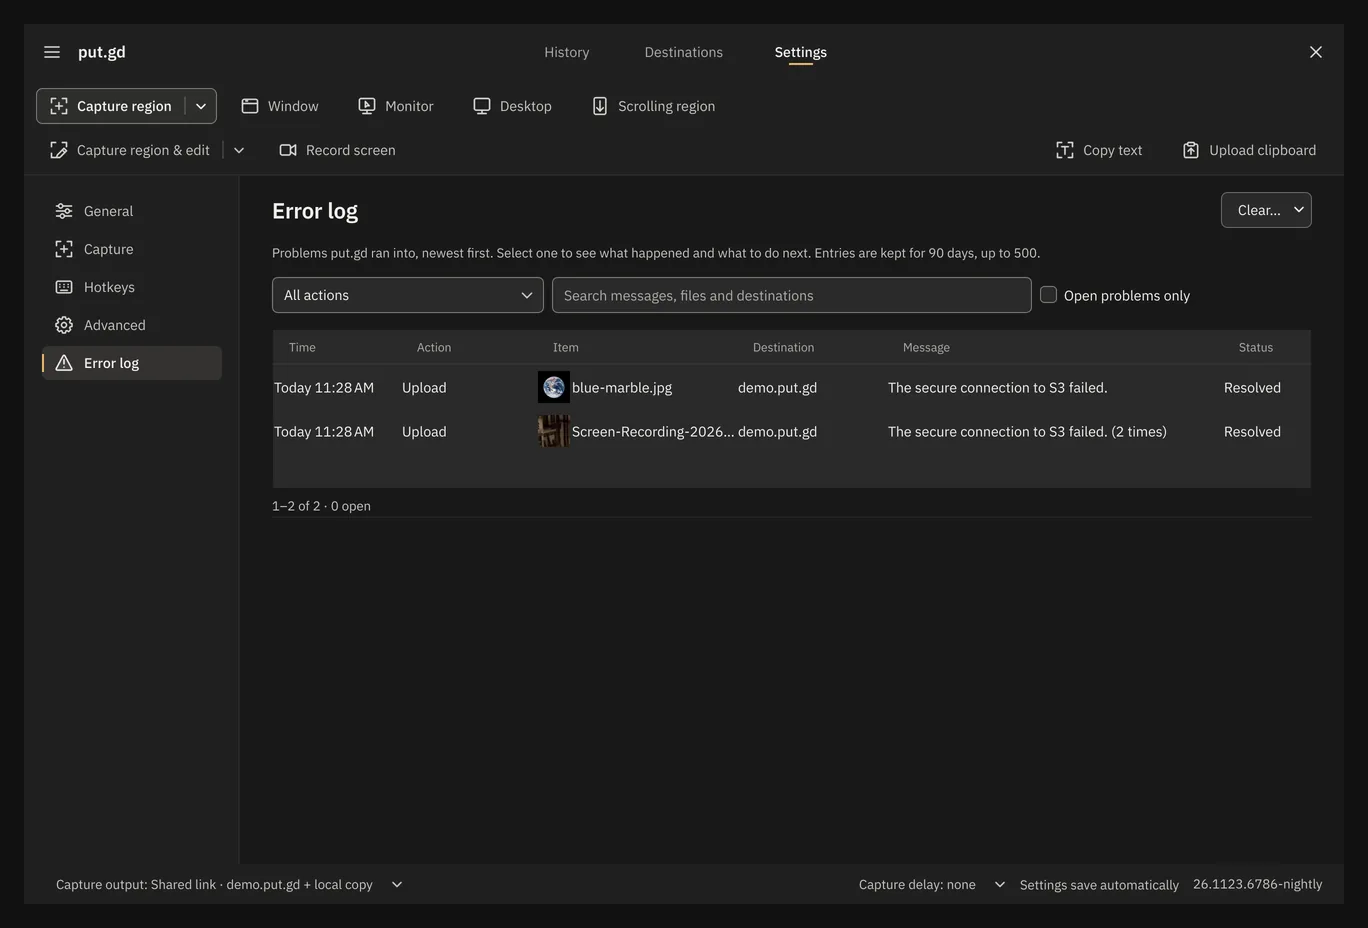 put.gd
History Destinations Settings
Capture region Window Monitor Desktop Scrolling region
Capture region & edit Record screen Copy text Upload clipboard
General
Capture
Hotkeys
Advanced
Error log
Error log Clear...
Problems put.gd ran into, newest first. Select one to see what happened and what to do next. Entries are kept for 90 days, up to 500.
All actions Search messages, files and destinations Open problems only
Time Action Item Destination Message Status
Today 11:28 AM Upload blue-marble.jpg demo.put.gd The secure connection to S3 failed. Resolved
Today 11:28 AM Upload Screen-Recording-2026... demo.put.gd The secure connection to S3 failed. (2 times) Resolved
1–2 of 2 · 0 open
Capture output: Shared link · demo.put.gd + local copy Capture delay: none Settings save automatically 26.1123.6786-nightly